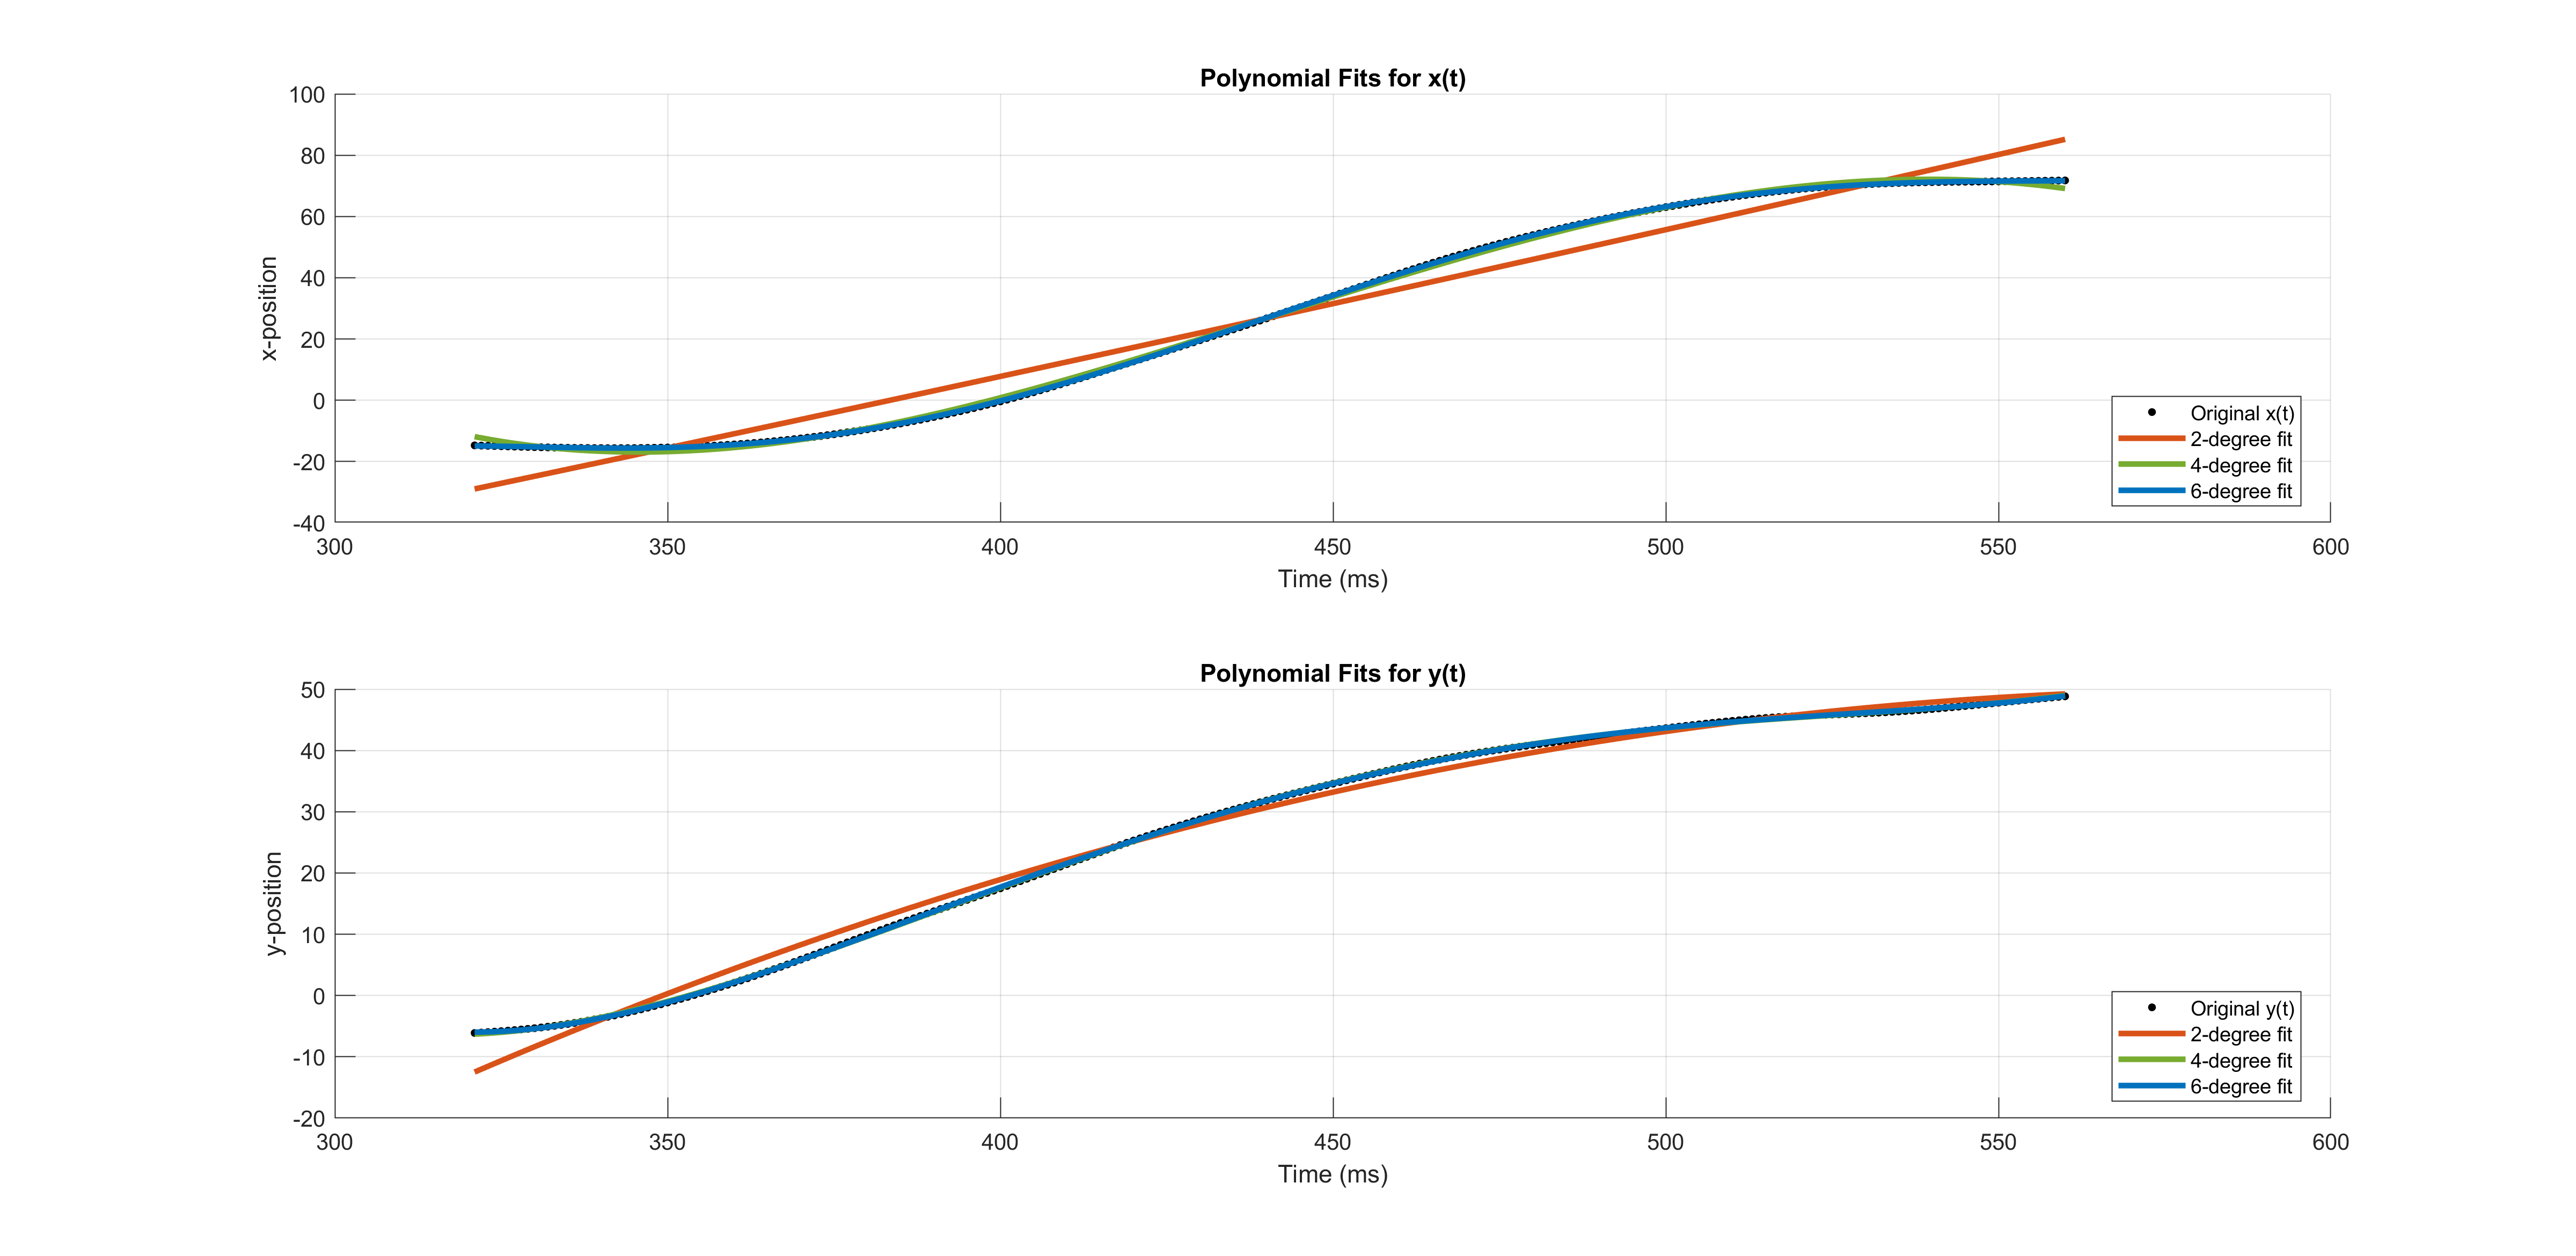 Polynomial Fits for x(t)
100
80
60
40
20
0
-20
-40
x-position
300 350 400 450 500 550 600
Time (ms)
Original x(t)
2-degree fit
4-degree fit
6-degree fit
Polynomial Fits for y(t)
50
40
30
20
10
0
-10
-20
y-position
300 350 400 450 500 550 600
Time (ms)
Original y(t)
2-degree fit
4-degree fit
6-degree fit